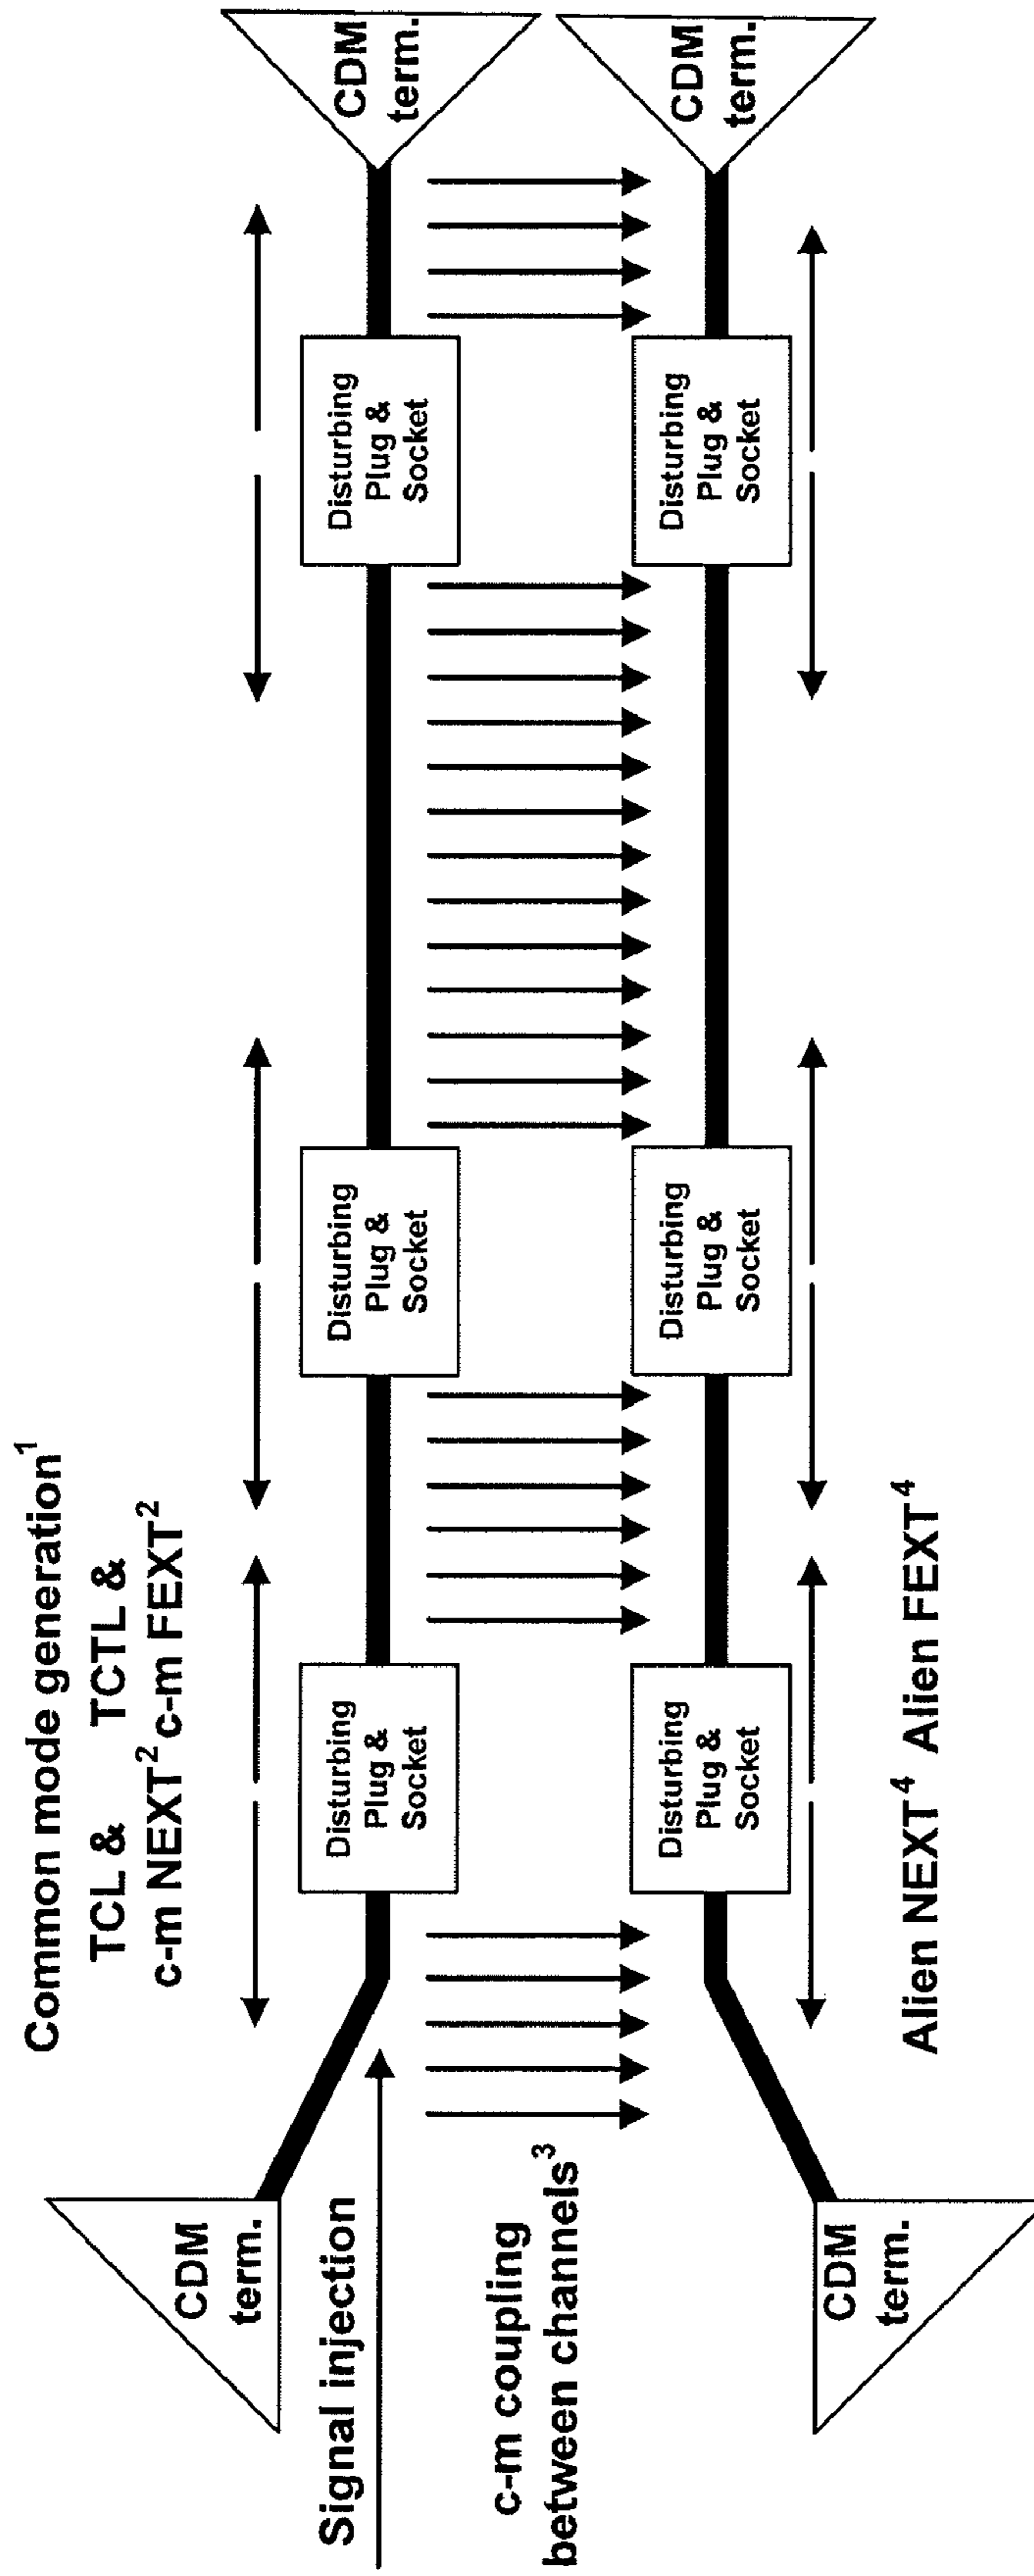 Common mode generation¹
TCL & TCTL &
c-m NEXT² c-m FEXT²
CDM
term.
Signal injection
Disturbing
Plug &
Socket
Disturbing
Plug &
Socket
Disturbing
Plug &
Socket
CDM
term.
c-m coupling
between channels³
CDM
term.
Disturbing
Plug &
Socket
Disturbing
Plug &
Socket
Disturbing
Plug &
Socket
CDM
term.
Alien NEXT⁴ Alien FEXT⁴